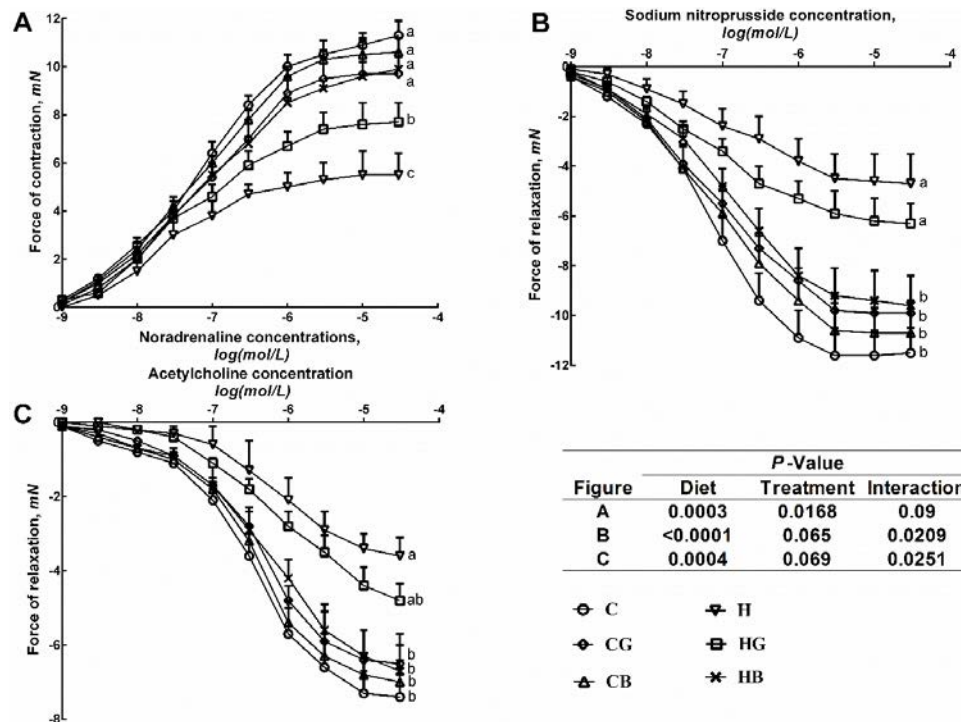 A
Force of contraction, mN
12
10
8
6
4
2
0
-9 -8 -7 -6 -5 -4
Noradrenaline concentrations,
log(mol/L)
a
a
a
a
b
c
B
Sodium nitroprusside concentration,
log(mol/L)
-9 -8 -7 -6 -5 -4
Force of relaxation, mN
-2
-4
-6
-8
-10
-12
a
a
b
b
b
b
C
Acetylcholine concentration
log(mol/L)
-9 -8 -7 -6 -5 -4
Force of relaxation, mN
-2
-4
-6
-8
a
ab
b
b
b
b
P-Value
Figure Diet Treatment Interaction
A 0.0003 0.0168 0.09
B <0.0001 0.065 0.0209
C 0.0004 0.069 0.0251
C H
CG HG
CB HB